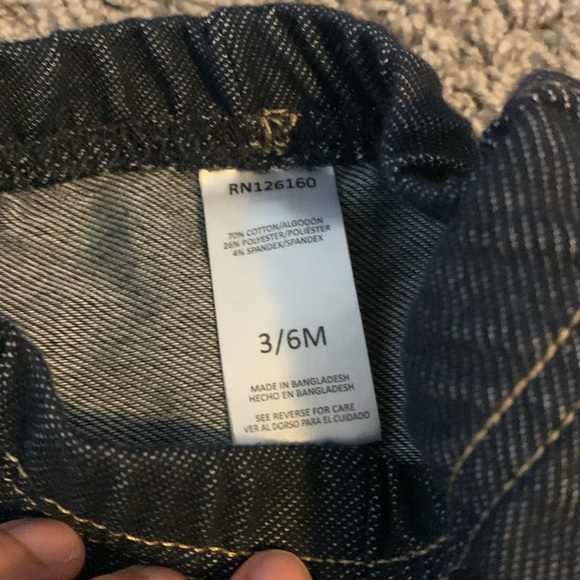 RN126160
70% COTTON/ALGODÓN
26% POLYESTER/POLIÉSTER
4% SPANDEX/SPANDEX
3/6M
MADE IN BANGLADESH
HECHO EN BANGLADESH
SEE REVERSE FOR CARE
VER AL DORSO PARA EL CUIDADO